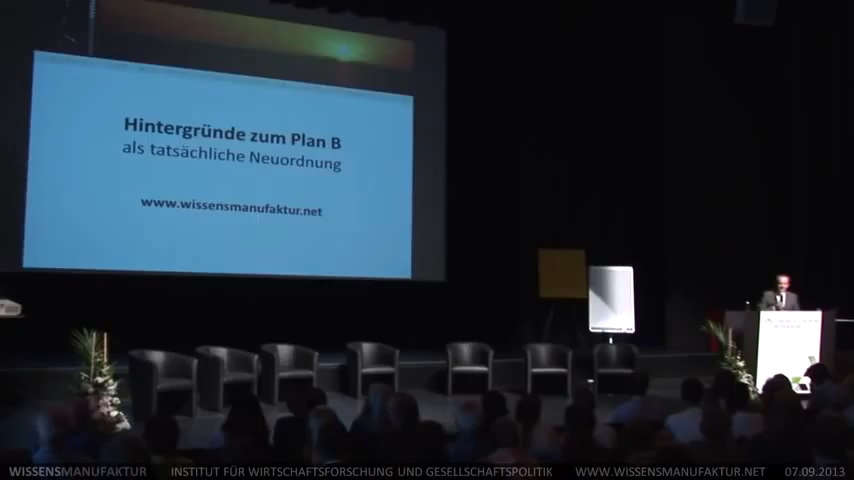 Hintergründe zum Plan B
als tatsächliche Neuordnung
www.wissensmanufaktur.net
WISSENSMANUFAKTUR INSTITUT FÜR WIRTSCHAFTSFORSCHUNG UND GESELLSCHAFTSPOLITIK WWW.WISSENSMANUFAKTUR.NET 07.09.2013